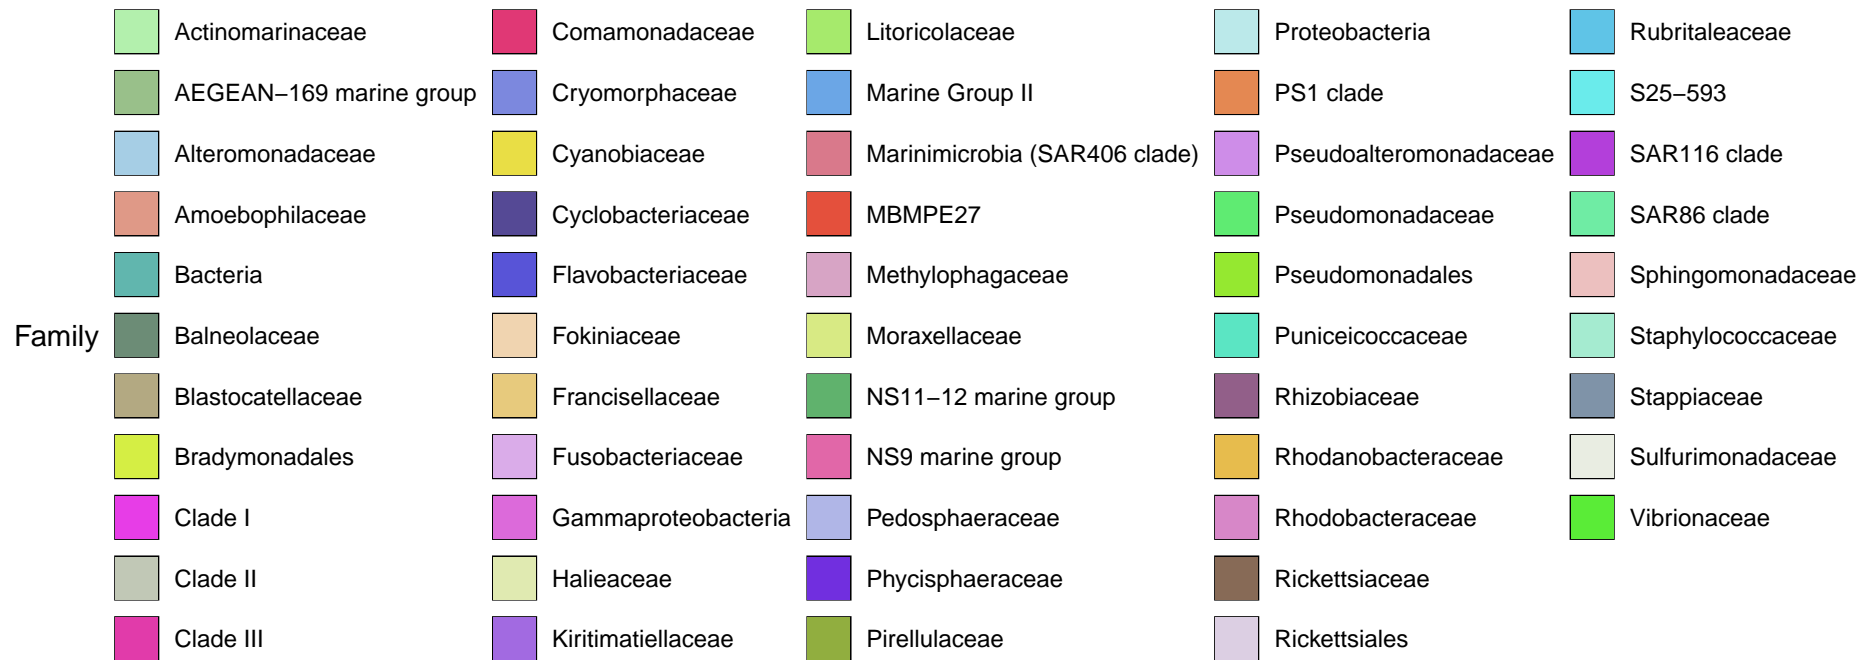 Family
Actinomarinaceae
AEGEAN−169 marine group
Alteromonadaceae
Amoebophilaceae
Bacteria
Balneolaceae
Blastocatellaceae
Bradymonadales
Clade I
Clade II
Clade III
Comamonadaceae
Cryomorphaceae
Cyanobiaceae
Cyclobacteriaceae
Flavobacteriaceae
Fokiniaceae
Francisellaceae
Fusobacteriaceae
Gammaproteobacteria
Halieaceae
Kiritimatiellaceae
Litoricolaceae
Marine Group II
Marinimicrobia (SAR406 clade)
MBMPE27
Methylophagaceae
Moraxellaceae
NS11−12 marine group
NS9 marine group
Pedosphaeraceae
Phycisphaeraceae
Pirellulaceae
Proteobacteria
PS1 clade
Pseudoalteromonadaceae
Pseudomonadaceae
Pseudomonadales
Puniceicoccaceae
Rhizobiaceae
Rhodanobacteraceae
Rhodobacteraceae
Rickettsiaceae
Rickettsiales
Rubritaleaceae
S25−593
SAR116 clade
SAR86 clade
Sphingomonadaceae
Staphylococcaceae
Stappiaceae
Sulfurimonadaceae
Vibrionaceae